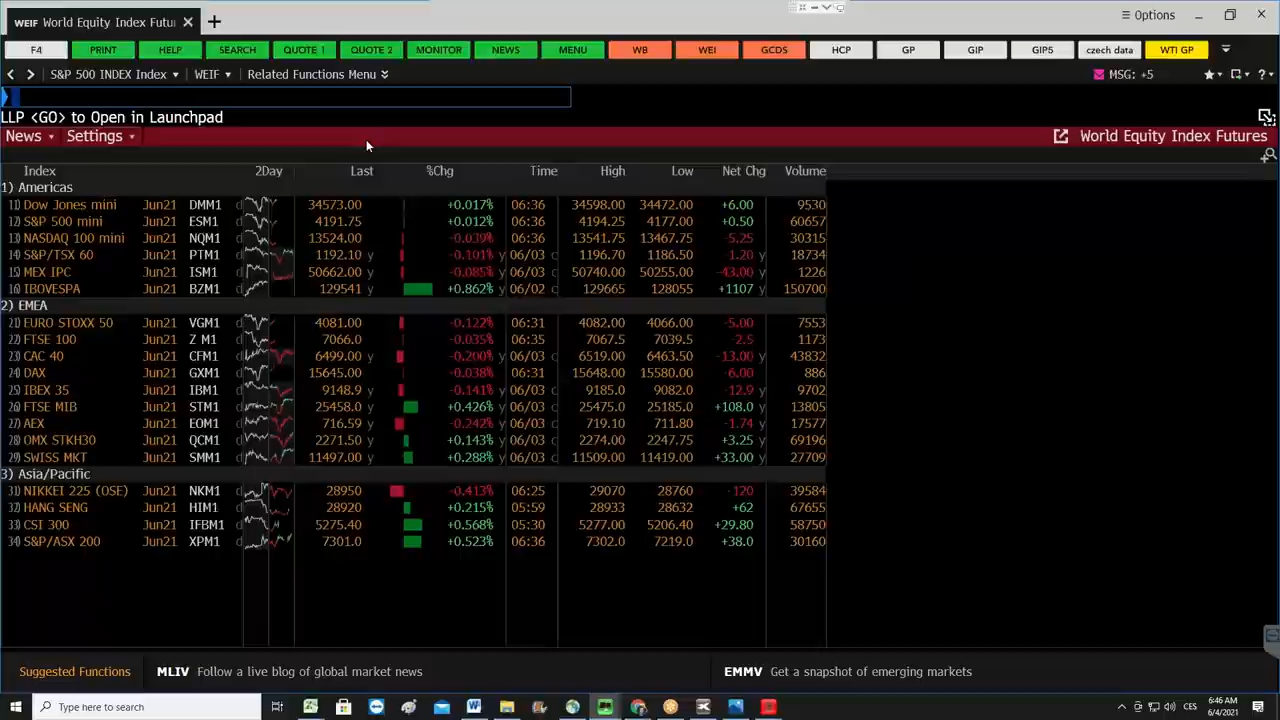 WEIF World Equity Index Futu
Options
F4 PRINT HELP SEARCH QUOTE 1 QUOTE 2 MONITOR NEWS MENU WB WEI GCDS HCP GP GIP GIP5 czech data WTI GP
S&P 500 INDEX Index WEIF Related Functions Menu MSG: +5
LLP <GO> to Open in Launchpad
News Settings World Equity Index Futures
Index 2Day Last %Chg Time High Low Net Chg Volume
1) Americas
11) Dow Jones mini Jun21 DMM1 d 34573.00 +0.017% 06:36 34598.00 34472.00 +6.00 9530
12) S&P 500 mini Jun21 ESM1 d 4191.75 +0.012% 06:36 4194.25 4177.00 +0.50 60657
13) NASDAQ 100 mini Jun21 NQM1 d 13524.00 -0.039% 06:36 13541.75 13467.75 -5.25 30315
14) S&P/TSX 60 Jun21 PTM1 d 1192.10 y -0.101% y 06/03 c 1196.70 1186.50 -1.20 y 18734
15) MEX IPC Jun21 ISM1 d 50662.00 y -0.085% y 06/03 c 50740.00 50255.00 -43.00 y 1226
16) IBOVESPA Jun21 BZM1 d 129541 y +0.862% y 06/02 c 129665 128055 +1107 y 150700
2) EMEA
21) EURO STOXX 50 Jun21 VGM1 d 4081.00 -0.122% 06:31 4082.00 4066.00 -5.00 7553
22) FTSE 100 Jun21 Z M1 d 7066.0 -0.035% 06:35 7067.5 7039.5 -2.5 1173
23) CAC 40 Jun21 CFM1 d 6499.00 y -0.200% y 06/03 c 6519.00 6463.50 -13.00 y 43832
24) DAX Jun21 GXM1 d 15645.00 -0.038% 06:31 15648.00 15580.00 -6.00 886
25) IBEX 35 Jun21 IBM1 d 9148.9 y -0.141% y 06/03 c 9185.0 9082.0 -12.9 y 9702
26) FTSE MIB Jun21 STM1 d 25458.0 y +0.426% y 06/03 c 25475.0 25185.0 +108.0 y 13805
27) AEX Jun21 EOM1 d 716.59 y -0.242% y 06/03 c 719.10 711.80 -1.74 y 17577
28) OMX STKH30 Jun21 QCM1 d 2271.50 y +0.143% y 06/03 c 2274.00 2247.75 +3.25 y 69196
29) SWISS MKT Jun21 SMM1 d 11497.00 y +0.288% y 06/03 c 11509.00 11419.00 +33.00 y 27709
3) Asia/Pacific
31) NIKKEI 225 (OSE) Jun21 NKM1 d 28950 -0.413% 06:25 29070 28760 -120 39584
32) HANG SENG Jun21 HIM1 d 28920 +0.215% 05:59 28933 28632 +62 67655
33) CSI 300 Jun21 IFBM1 d 5275.40 +0.568% 05:30 5277.00 5206.40 +29.80 58750
34) S&P/ASX 200 Jun21 XPM1 d 7301.0 +0.523% 06:36 7302.0 7219.0 +38.0 30160
Suggested Functions MLIV Follow a live blog of global market news EMMV Get a snapshot of emerging markets
Type here to search CES 6:46 AM
6/4/2021